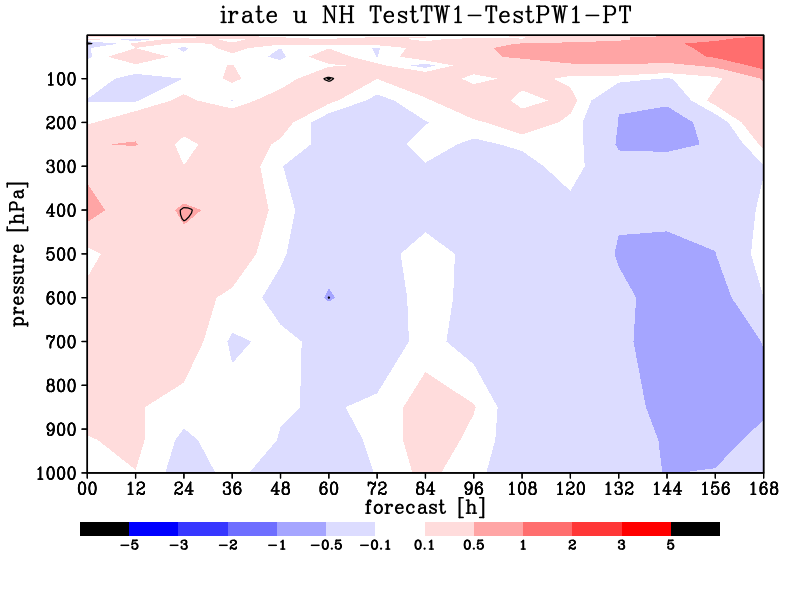 irate u NH TestTW1-TestPW1-PT
100
200
300
400
500
600
700
800
900
1000
pressure [hPa]
00 12 24 36 48 60 72 84 96 108 120 132 144 156 168
forecast [h]
-5 -3 -2 -1 -0.5 -0.1 0.1 0.5 1 2 3 5